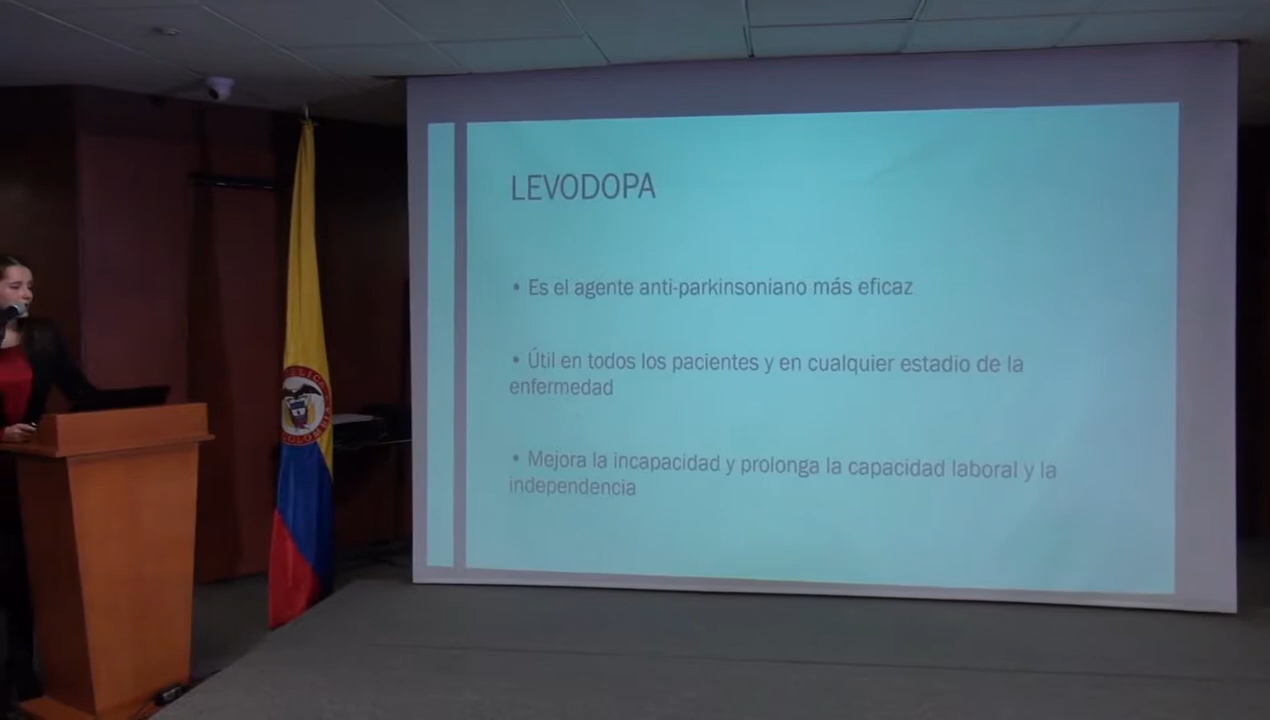 LEVODOPA
• Es el agente anti-parkinsoniano más eficaz
• Útil en todos los pacientes y en cualquier estadio de la
enfermedad
• Mejora la incapacidad y prolonga la capacidad laboral y la
independencia
COLOMBIA